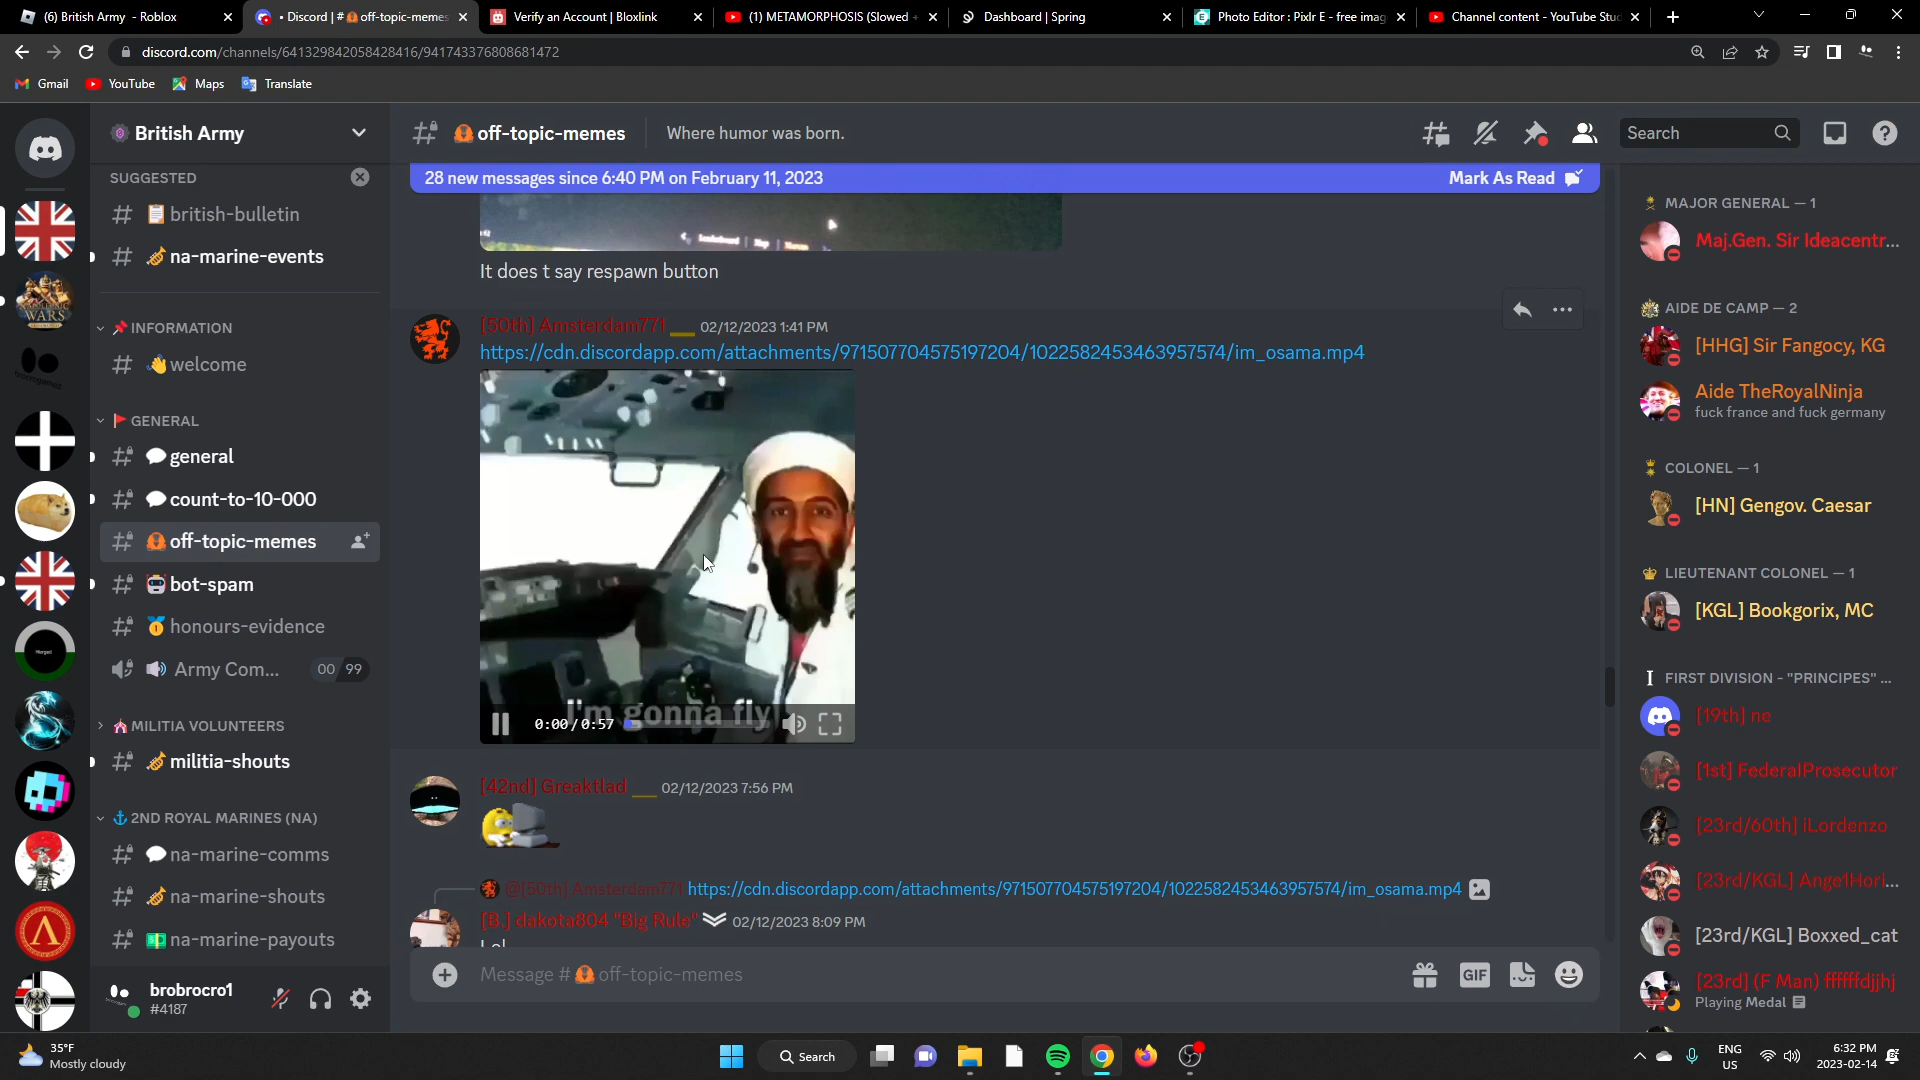 (6) British Army - Roblox
• Discord | # off-topic-memes
Verify an Account | Bloxlink
(1) METAMORPHOSIS (Slowed +
Dashboard | Spring
Photo Editor : Pixlr E - free imag
Channel content - YouTube Stu
discord.com/channels/641329842058428416/941743376808681472
Gmail
YouTube
Maps
Translate
British Army
off-topic-memes
Where humor was born.
Search
SUGGESTED
british-bulletin
na-marine-events
INFORMATION
welcome
GENERAL
general
count-to-10-000
off-topic-memes
bot-spam
honours-evidence
Army Com... 00 99
MILITIA VOLUNTEERS
militia-shouts
2ND ROYAL MARINES (NA)
na-marine-comms
na-marine-shouts
na-marine-payouts
brobrocro1
#4187
28 new messages since 6:40 PM on February 11, 2023
Mark As Read
It does t say respawn button
[50th] Amsterdam771 02/12/2023 1:41 PM
https://cdn.discordapp.com/attachments/971507704575197204/1022582453463957574/im_osama.mp4
I'm gonna fly
0:00/0:57
[42nd] Greaktlad 02/12/2023 7:56 PM
@[50th] Amsterdam771 https://cdn.discordapp.com/attachments/971507704575197204/1022582453463957574/im_osama.mp4
[B.] dakota804 "Big Rule" 02/12/2023 8:09 PM
Lol
Message # off-topic-memes
GIF
MAJOR GENERAL — 1
Maj.Gen. Sir Ideacentr...
AIDE DE CAMP — 2
[HHG] Sir Fangocy, KG
Aide TheRoyalNinja
fuck france and fuck germany
COLONEL — 1
[HN] Gengov. Caesar
LIEUTENANT COLONEL — 1
[KGL] Bookgorix, MC
FIRST DIVISION - "PRINCIPES" ...
[19th] ne
[1st] FederalProsecutor
[23rd/60th] iLordenzo
[23rd/KGL] Ange1Hori...
[23rd/KGL] Boxxed_cat
[23rd] (F Man) ffffffdjjhj
Playing Medal
35°F
Mostly cloudy
Search
ENG
US
6:32 PM
2023-02-14